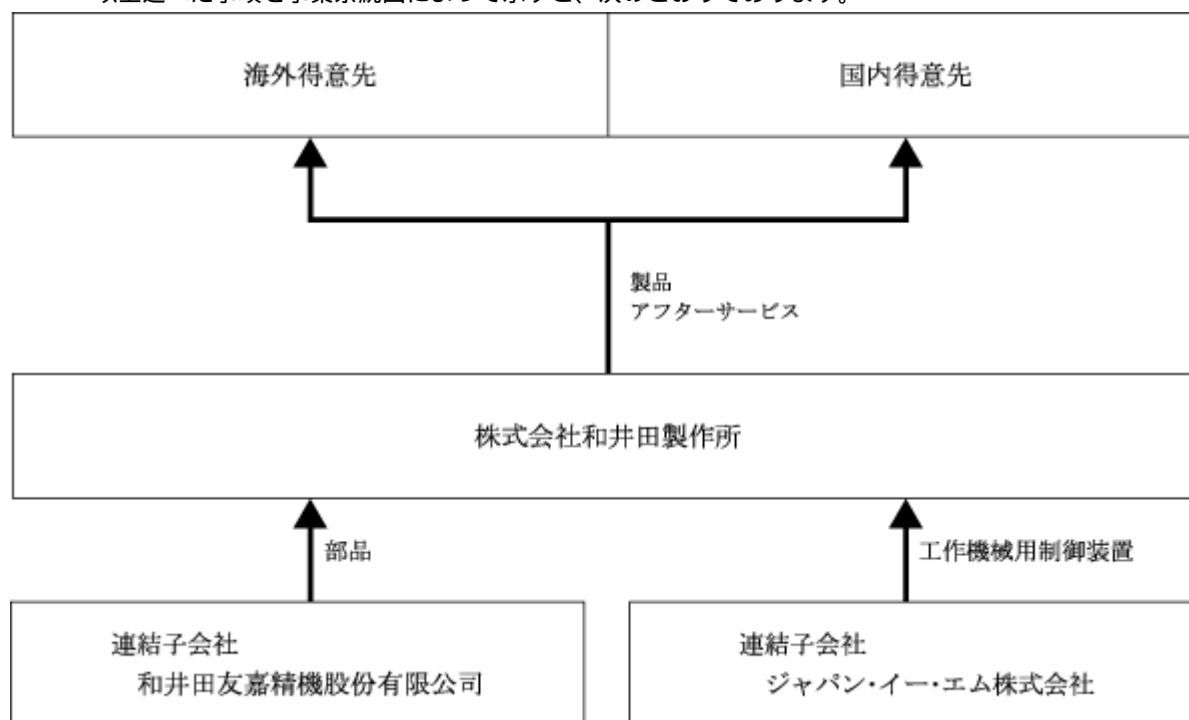 海外得意先
国内得意先
製品
アフターサービス
株式会社和井田製作所
部品
工作機械用制御装置
連結子会社
和井田友嘉精機股份有限公司
連結子会社
ジャパン・イー・エム株式会社